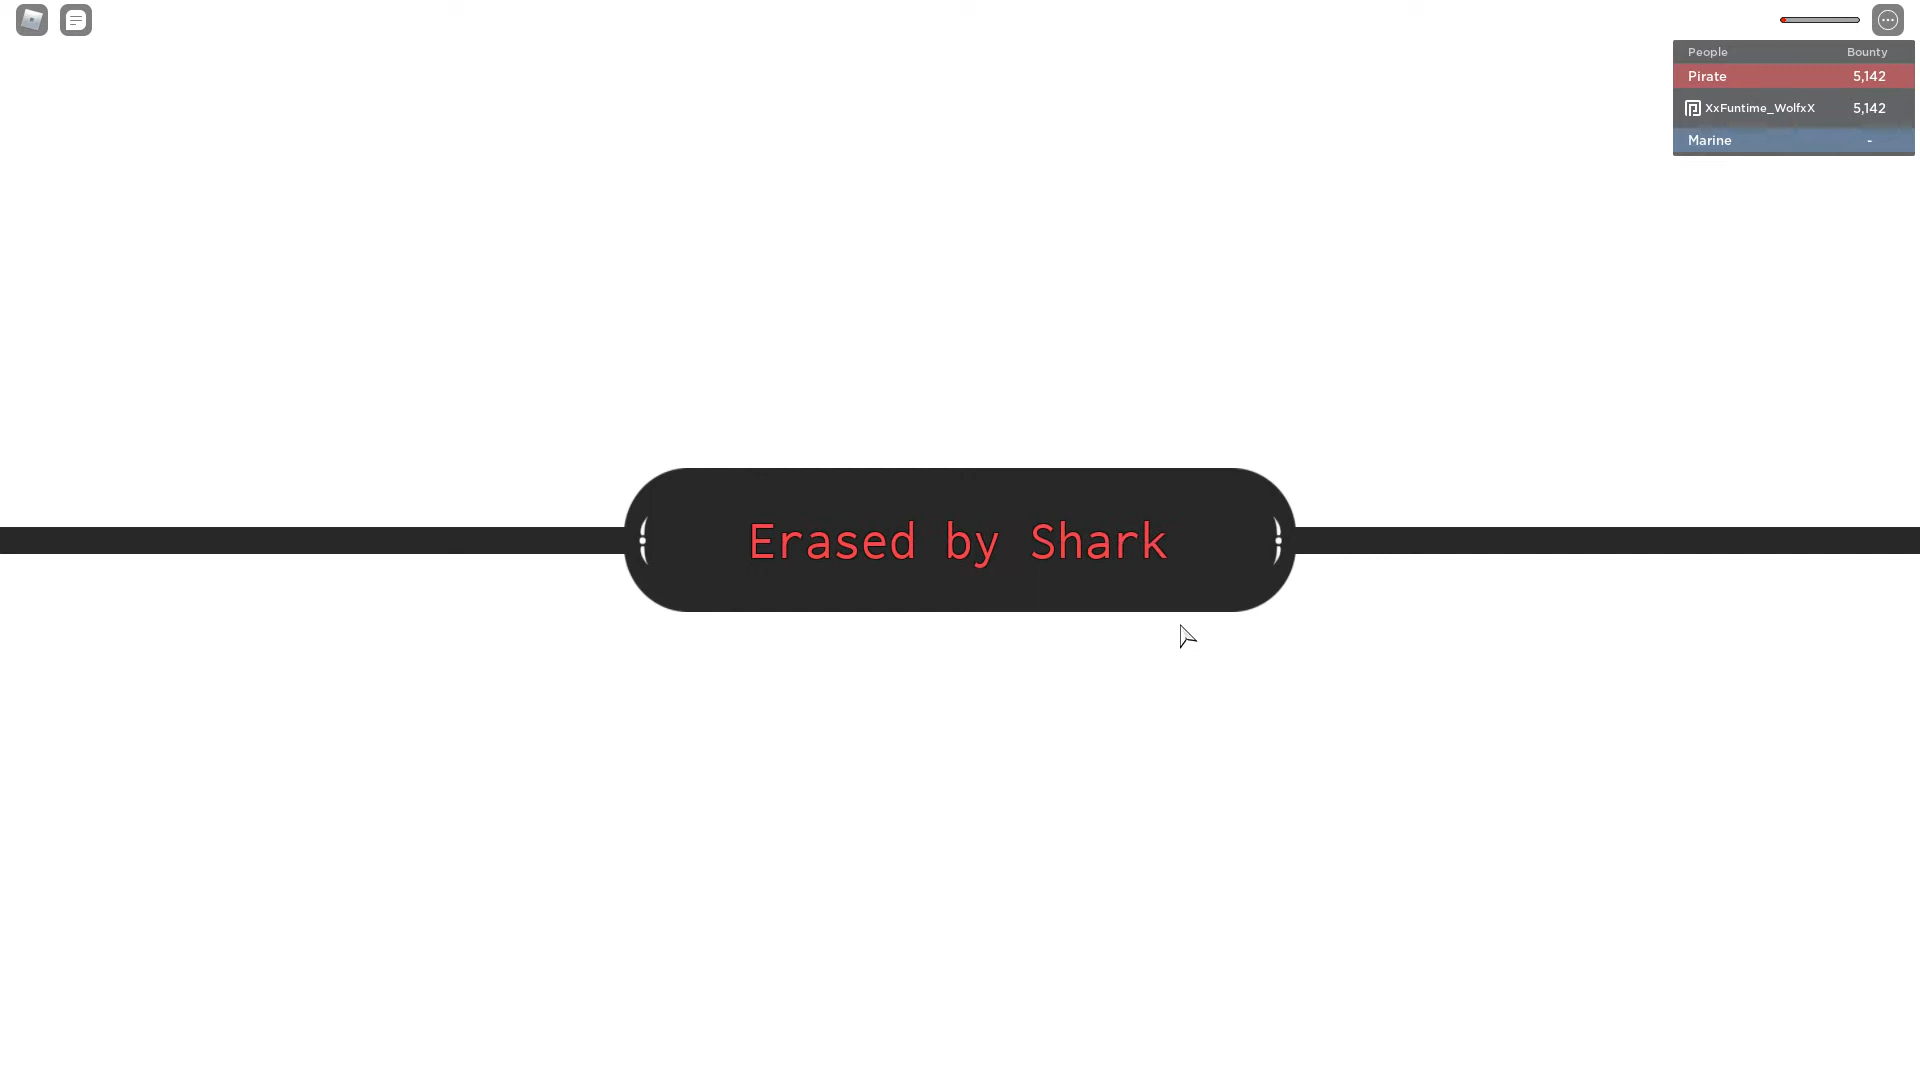 People Bounty
Pirate 5,142
XxFuntime_WolfxX 5,142
Marine -
Erased by Shark